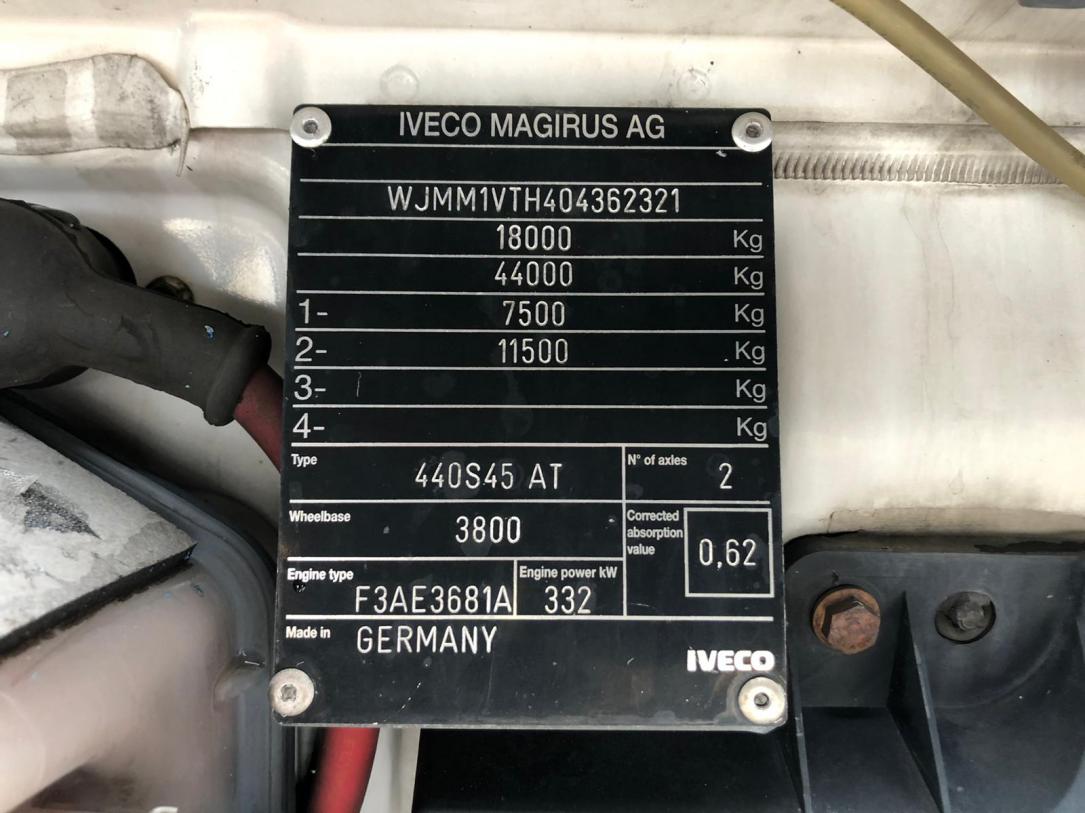 IVECO MAGIRUS AG
WJMM1VTH404362321
18000 Kg
44000 Kg
1- 7500 Kg
2- 11500 Kg
3- Kg
4- Kg
Type 440S45 AT N° of axles 2
Wheelbase 3800 Corrected absorption value 0,62
Engine type F3AE3681A Engine power kW 332
Made in GERMANY
IVECO